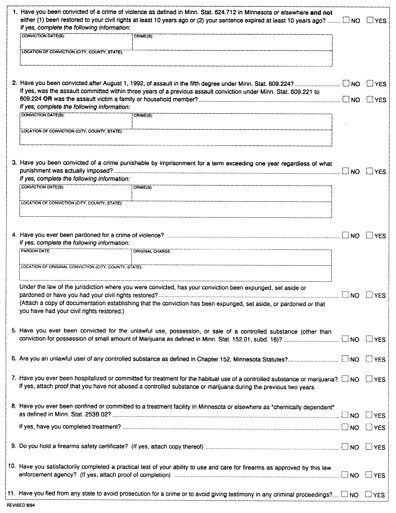 1. Have you been convicted of a crime of violence as defined in Minn. Stat. 624.712 in Minnesota or elsewhere and not
either (1) been restored to your civil rights at least 10 years ago or (2) your sentence expired at least 10 years ago? ☐ NO ☐ YES
If yes, complete the following information:
CONVICTION DATE(S): CRIME(S):
LOCATION OF CONVICTION (CITY, COUNTY, STATE):
2. Have you been convicted after August 1, 1992, of assault in the fifth degree under Minn. Stat. 609.224? ☐ NO ☐ YES
If yes, was the assault committed within three years of a previous assault conviction under Minn. Stat. 609.221 to
609.224 OR was the assault victim a family or household member? ☐ NO ☐ YES
If yes, complete the following information:
CONVICTION DATE(S): CRIME(S):
LOCATION OF CONVICTION (CITY, COUNTY, STATE):
3. Have you been convicted of a crime punishable by imprisonment for a term exceeding one year regardless of what
punishment was actually imposed? ☐ NO ☐ YES
If yes, complete the following information:
CONVICTION DATE(S): CRIME(S):
LOCATION OF CONVICTION (CITY, COUNTY, STATE):
4. Have you ever been pardoned for a crime of violence? ☐ NO ☐ YES
If yes, complete the following information:
PARDON DATE: ORIGINAL CHARGE:
LOCATION OF ORIGINAL CONVICTION (CITY, COUNTY, STATE):
Under the law of the jurisdiction where you were convicted, has your conviction been expunged, set aside or
pardoned or have you had your civil rights restored? ☐ NO ☐ YES
(Attach a copy of documentation establishing that the conviction has been expunged, set aside, or pardoned or that
you have had your civil rights restored.)
5. Have you ever been convicted for the unlawful use, possession, or sale of a controlled substance (other than
conviction for possession of small amount of Marijuana as defined in Minn. Stat. 152.01, subd. 16)? ☐ NO ☐ YES
6. Are you an unlawful user of any controlled substance as defined in Chapter 152, Minnesota Statutes? ☐ NO ☐ YES
7. Have you ever been hospitalized or committed for treatment for the habitual use of a controlled substance or marijuana? ☐ NO ☐ YES
If yes, attach proof that you have not abused a controlled substance or marijuana during the previous two years.
8. Have you ever been confined or committed to a treatment facility in Minnesota or elsewhere as "chemically dependent"
as defined in Minn. Stat. 253B.02? ☐ NO ☐ YES
If yes, have you completed treatment? ☐ NO ☐ YES
9. Do you hold a firearms safety certificate? (If yes, attach copy thereof) ☐ NO ☐ YES
10. Have you satisfactorily completed a practical test of your ability to use and care for firearms as approved by this law
enforcement agency? (If yes, attach proof of completion) ☐ NO ☐ YES
11. Have you fled from any state to avoid prosecution for a crime or to avoid giving testimony in any criminal proceedings? ☐ NO ☐ YES
REVISED 8/94